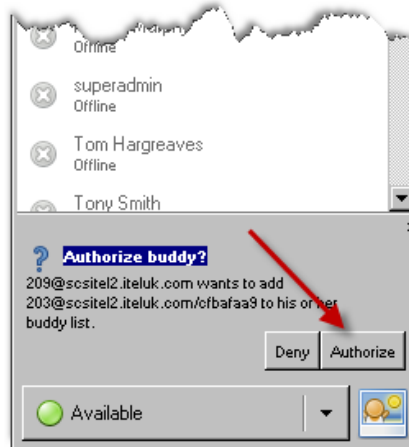 Offline
superadmin
Offline
Tom Hargreaves
Offline
Tony Smith
Authorize buddy?
209@scsitel2.iteluk.com wants to add
203@scsitel2.iteluk.com/cfbafaa9 to his or her
buddy list.
Deny Authorize
Available